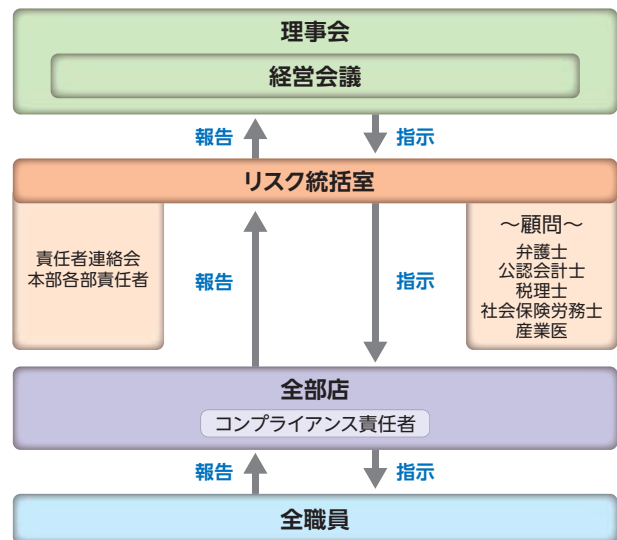 理事会
経営会議
報告
指示
リスク統括室
責任者連絡会
本部各部責任者
報告
指示
～顧問～
弁護士
公認会計士
税理士
社会保険労務士
産業医
全部店
コンプライアンス責任者
報告
指示
全職員